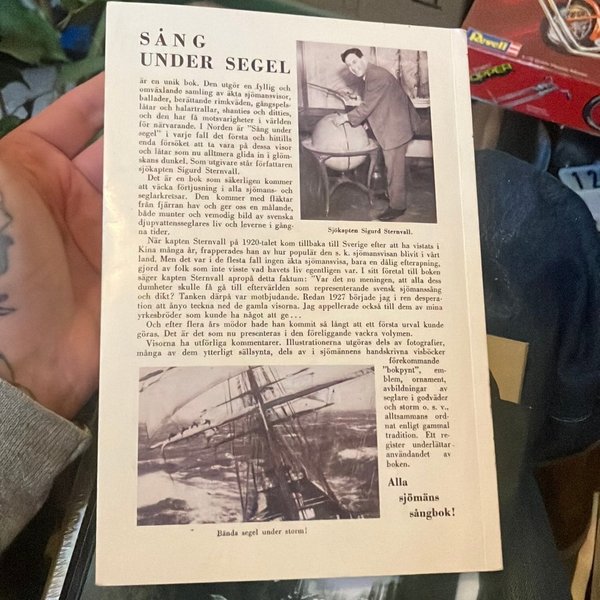 SÅNG
UNDER SEGEL
är en unik bok. Den utgör en fyllig och
omväxlande samling av äkta sjömansvisor,
ballader, berättande rimkväden, gångspels-
låtar och halartrallar, shanties och ditties,
och den har få motsvarigheter i världen
för närvarande. I Norden är "Sång under
segel" i varje fall det första och hittills
enda försöket att ta vara på dessa visor
och låtar som nu alltmera glida in i glöm-
skans dunkel. Som utgivare står författaren
sjökapten Sigurd Sternvall.
Det är en bok som säkerligen kommer
att väcka förtjusning i alla sjömans- och
seglarkretsar. Den kommer med fläktar
från fjärran hav och ger oss en målande,
både munter och vemodig bild av svenska
djupvattensseglares liv och leverne i gång-
na tider.
Sjökapten Sigurd Sternvall.
När kapten Sternvall på 1920-talet kom tillbaka till Sverige efter att ha vistats i
Kina många år, frapperades han av hur populär den s. k. sjömansvisan blivit i vårt
land. Men det var i de flesta fall ingen äkta sjömansvisa, bara en dålig efterapning,
gjord av folk som inte visste vad havets liv egentligen var. I sitt företal till boken
säger kapten Sternvall apropå detta faktum: "Var det nu meningen, att alla dess
dumheter skulle få gå till eftervärlden som representerande svensk sjömanssång
och dikt? Tanken därpå var motbjudande. Redan 1927 började jag i ren despera-
tion att ånyo teckna ned de gamla visorna. Jag appellerade också till dem av mina
yrkesbröder som kunde ha något att ge...
Och efter flera års mödor hade han kommit så långt att ett första urval kunde
göras. Det är det som nu presenteras i den föreliggande vackra volymen.
Visorna ha utförliga kommentarer. Illustrationerna utgöras dels av fotografier,
många av dem ytterligt sällsynta, dels av i sjömännens handskrivna visböcker
förekommande
"bokpynt", em-
blem, ornament,
avbildningar av
seglare i godväder
och storm o. s. v.,
alltsammans ord-
nat enligt gammal
tradition. Ett re-
gister underlättar
användandet av
boken.
Alla
sjömäns
sångbok!
Bända segel under storm!
Revell